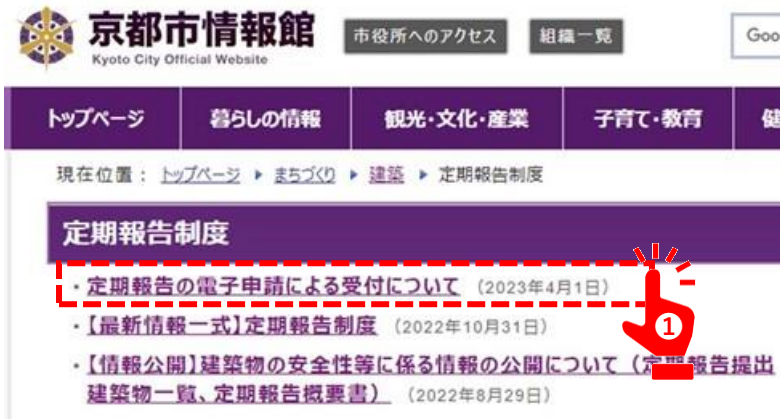 京都市情報館
Kyoto City Official Website
市役所へのアクセス
組織一覧
Goo
トップページ
暮らしの情報
観光・文化・産業
子育て・教育
現在位置： トップページ ▶ まちづくり ▶ 建築 ▶ 定期報告制度
定期報告制度
・定期報告の電子申請による受付について （2023年4月1日）
・【最新情報一式】定期報告制度 （2022年10月31日）
1
・【情報公開】建築物の安全性等に係る情報の公開について（定期報告提出
建築物一覧、定期報告概要書） （2022年8月29日）